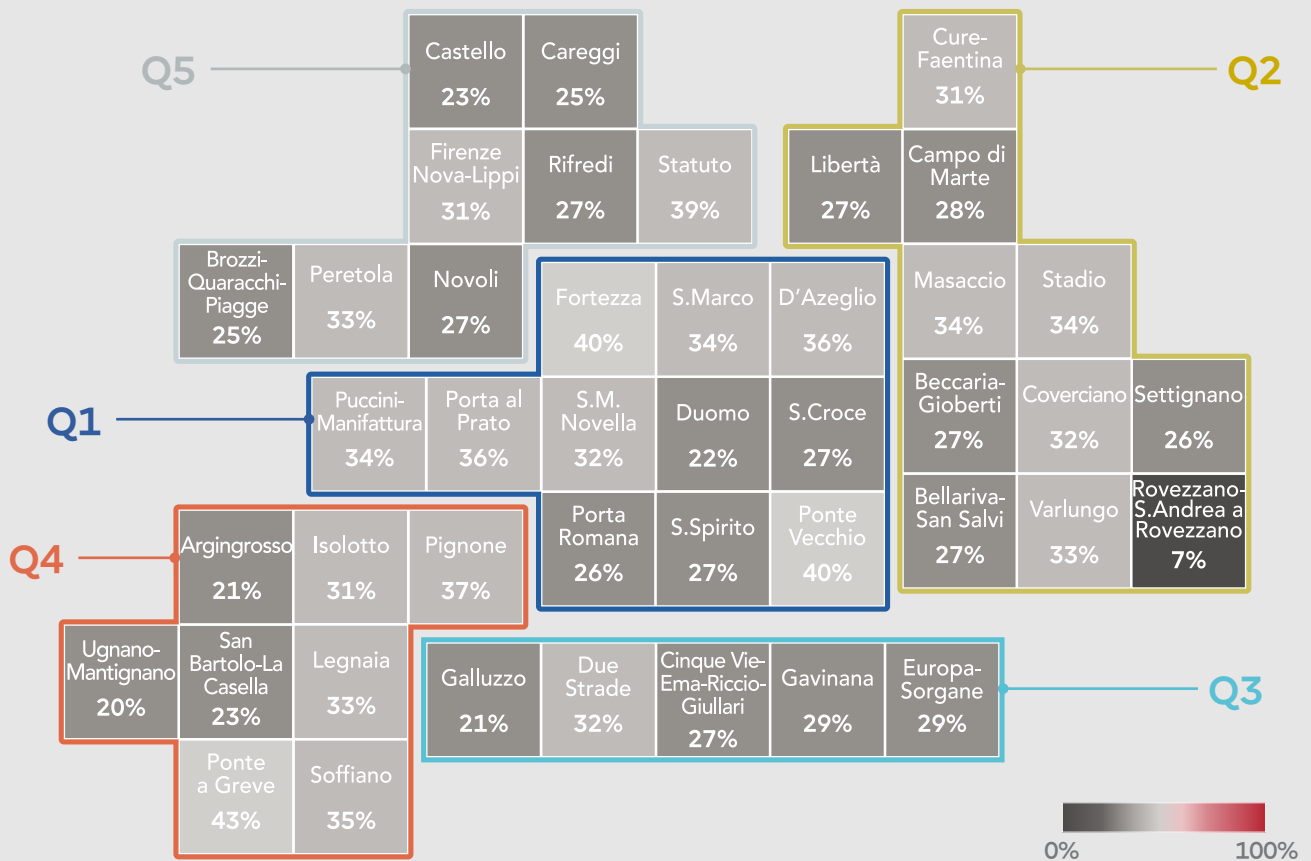 Q5
Castello
23%
Careggi
25%
Firenze
Nova-Lippi
31%
Rifredi
27%
Statuto
39%
Brozzi-
Quaracchi-
Piagge
25%
Peretola
33%
Novoli
27%
Q2
Cure-
Faentina
31%
Libertà
27%
Campo di
Marte
28%
Masaccio
34%
Stadio
34%
Beccaria-
Gioberti
27%
Coverciano
32%
Settignano
26%
Bellariva-
San Salvi
27%
Varlungo
33%
Rovezzano-
S.Andrea a
Rovezzano
7%
Q1
Fortezza
40%
S.Marco
34%
D'Azeglio
36%
Puccini-
Manifattura
34%
Porta al
Prato
36%
S.M.
Novella
32%
Duomo
22%
S.Croce
27%
Porta
Romana
26%
S.Spirito
27%
Ponte
Vecchio
40%
Q4
Argingrosso
21%
Isolotto
31%
Pignone
37%
Ugnano-
Mantignano
20%
San
Bartolo-La
Casella
23%
Legnaia
33%
Ponte
a Greve
43%
Soffiano
35%
Q3
Galluzzo
21%
Due
Strade
32%
Cinque Vie-
Ema-Riccio-
Giullari
27%
Gavinana
29%
Europa-
Sorgane
29%
0%
100%